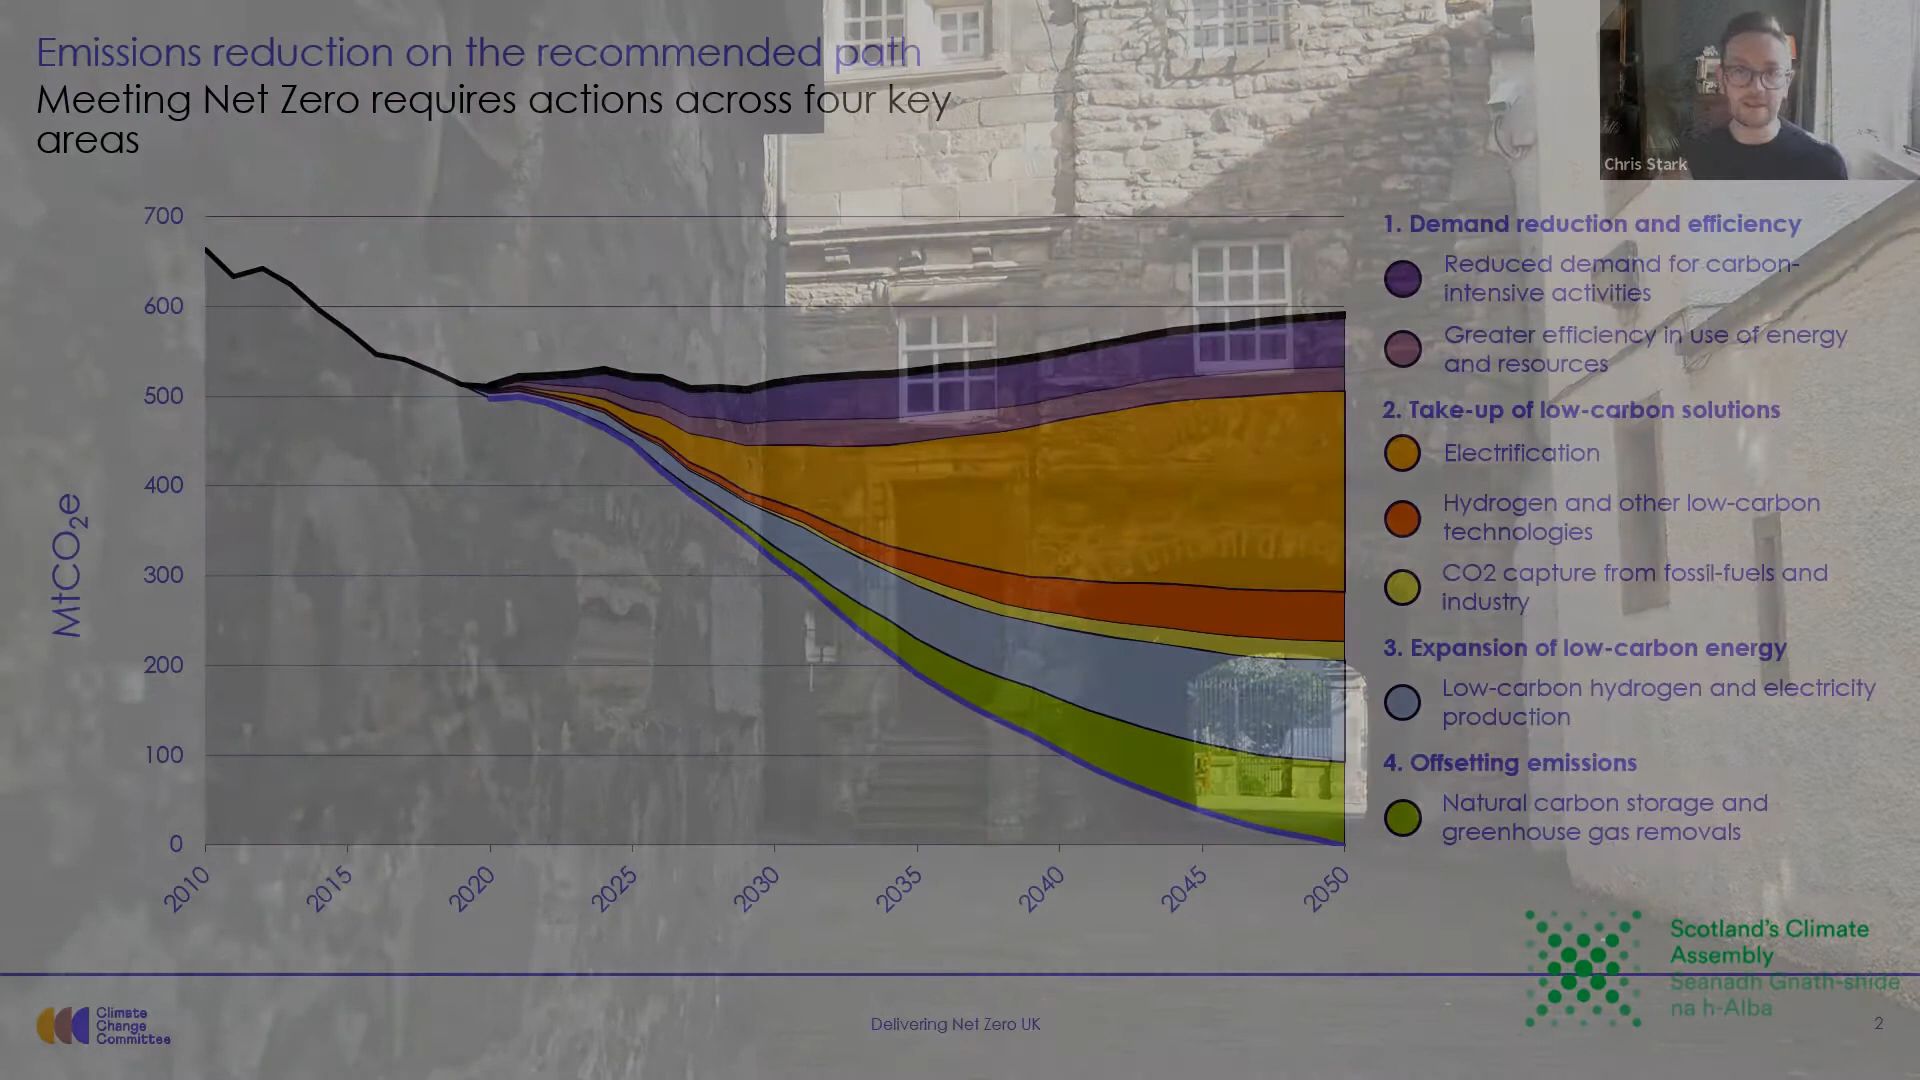 Emissions reduction on the recommended path
Meeting Net Zero requires actions across four key
areas
Chris Stark
MtCO₂e
700
600
500
400
300
200
100
0
2010
2015
2020
2025
2030
2035
2040
2045
2050
1. Demand reduction and efficiency
Reduced demand for carbon-
intensive activities
Greater efficiency in use of energy
and resources
2. Take-up of low-carbon solutions
Electrification
Hydrogen and other low-carbon
technologies
CO2 capture from fossil-fuels and
industry
3. Expansion of low-carbon energy
Low-carbon hydrogen and electricity
production
4. Offsetting emissions
Natural carbon storage and
greenhouse gas removals
Scotland's Climate
Assembly
Seanadh Gnath-shìde
na h-Alba
Climate
Change
Committee
Delivering Net Zero UK
2